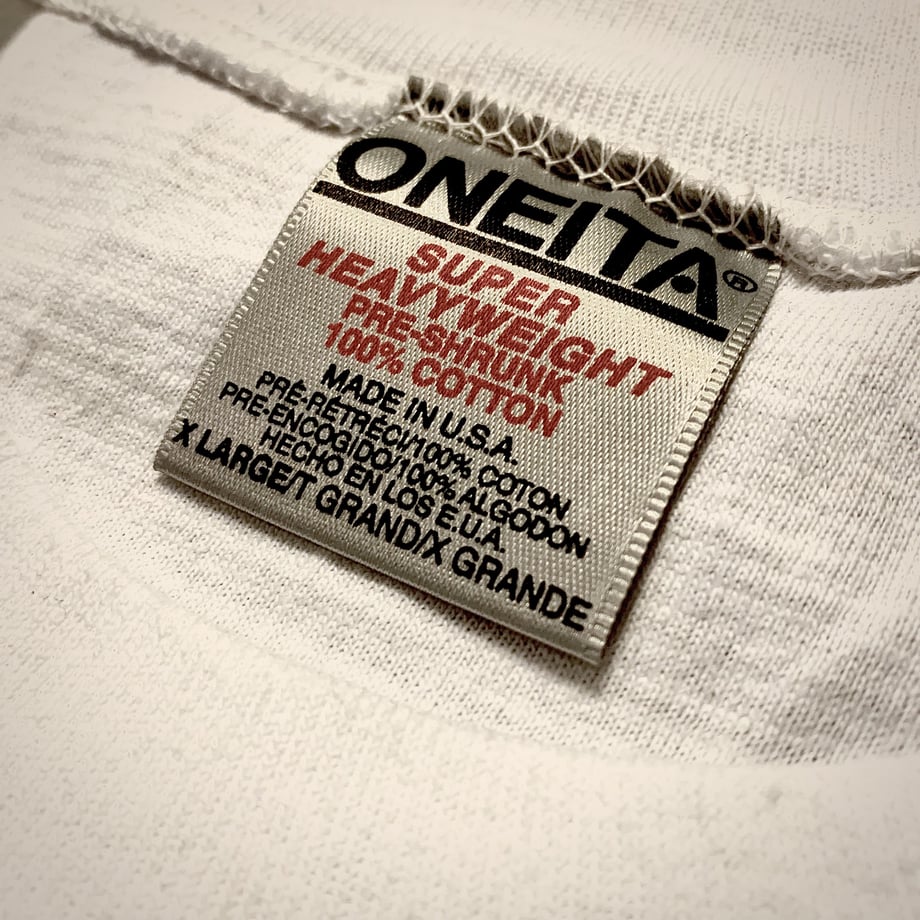 ONEITA®
SUPER
HEAVYWEIGHT
PRE-SHRUNK
100% COTTON
MADE IN U.S.A.
PRÉ-PÉTRÉCI/100% COTON
PRE-ENCOGIDO/100% ALGODON
HECHO EN LOS E.U.A.
X LARGE/T GRAND/X GRANDE